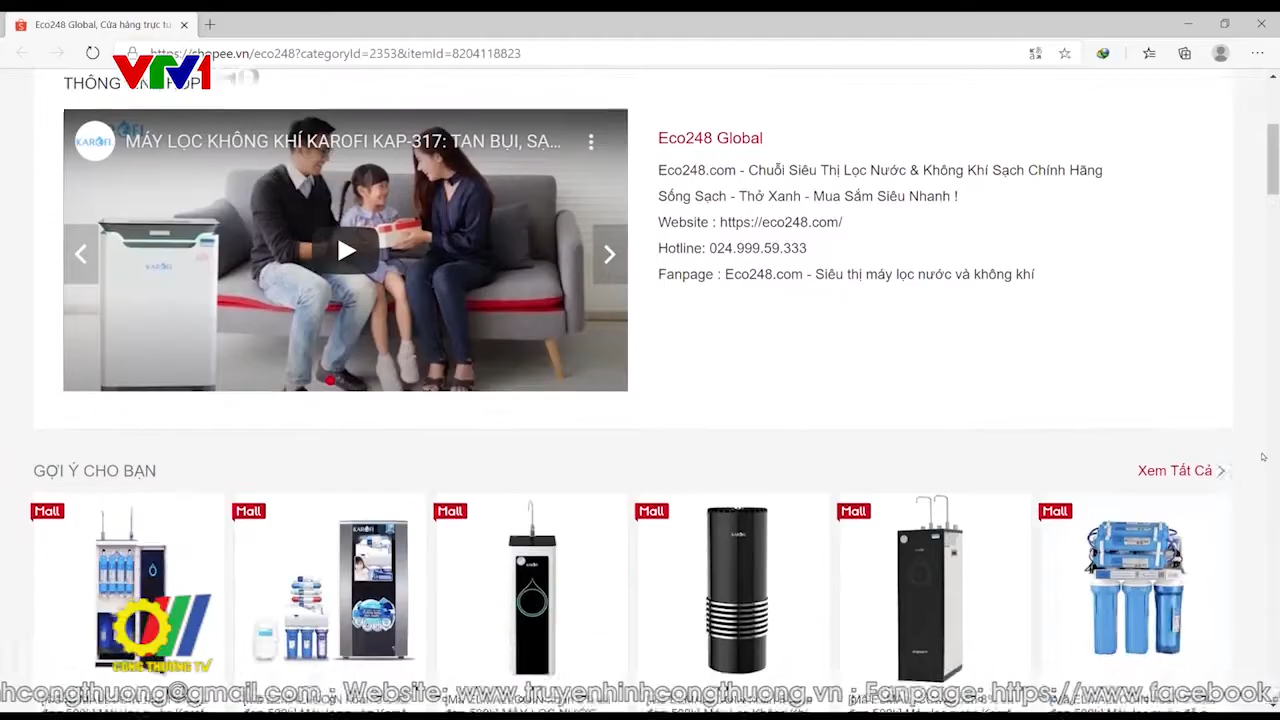 Eco248 Global, Cửa hàng trực tu
https://shopee.vn/eco248?categoryId=2353&itemId=8204118823
VTV1
THÔNG
KAROFI
MÁY LỌC KHÔNG KHÍ KAROFI KAP-317: TAN BỤI, SẠ...
KAROFI
Eco248 Global
Eco248.com - Chuỗi Siêu Thị Lọc Nước & Không Khí Sạch Chính Hãng
Sống Sạch - Thở Xanh - Mua Sắm Siêu Nhanh !
Website : https://eco248.com/
Hotline: 024.999.59.333
Fanpage : Eco248.com - Siêu thị máy lọc nước và không khí
GỢI Ý CHO BẠN
Xem Tất Cả
Mall
Mall
Mall
Mall
Mall
Mall
KAROFI
CÔNG THƯƠNG TV
hcongthuong@gmail.com ; Website: www.truyenhinhcongthuong.vn ; Fanpage: https://www.facebook.